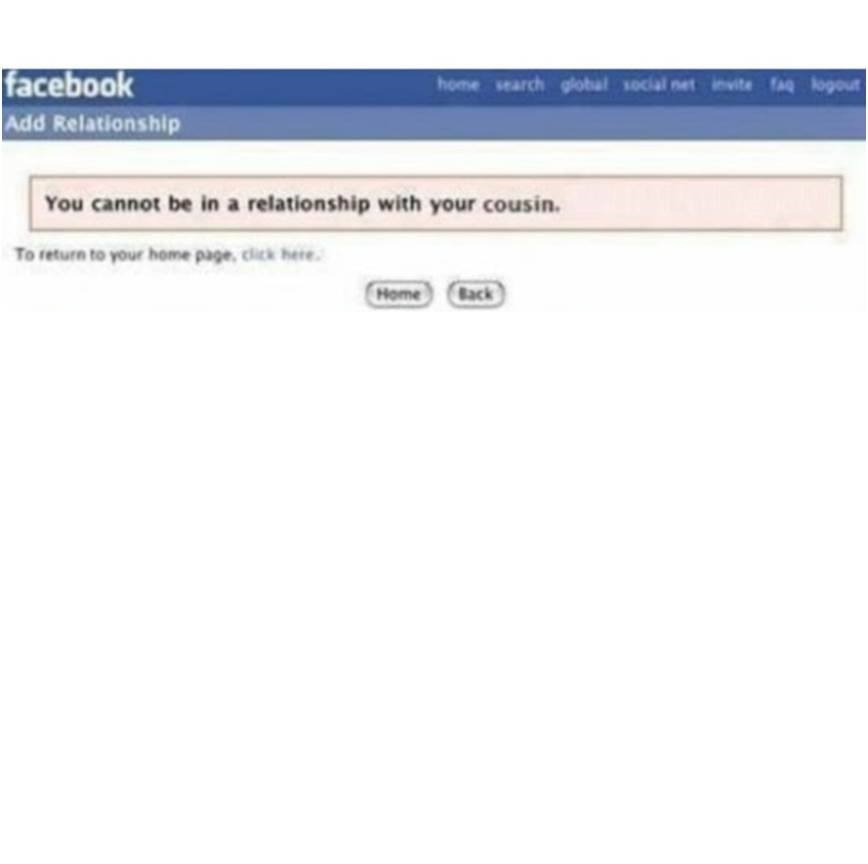 facebook
home search global social net invite faq logout
Add Relationship
You cannot be in a relationship with your cousin.
To return to your home page, click here.
Home Back